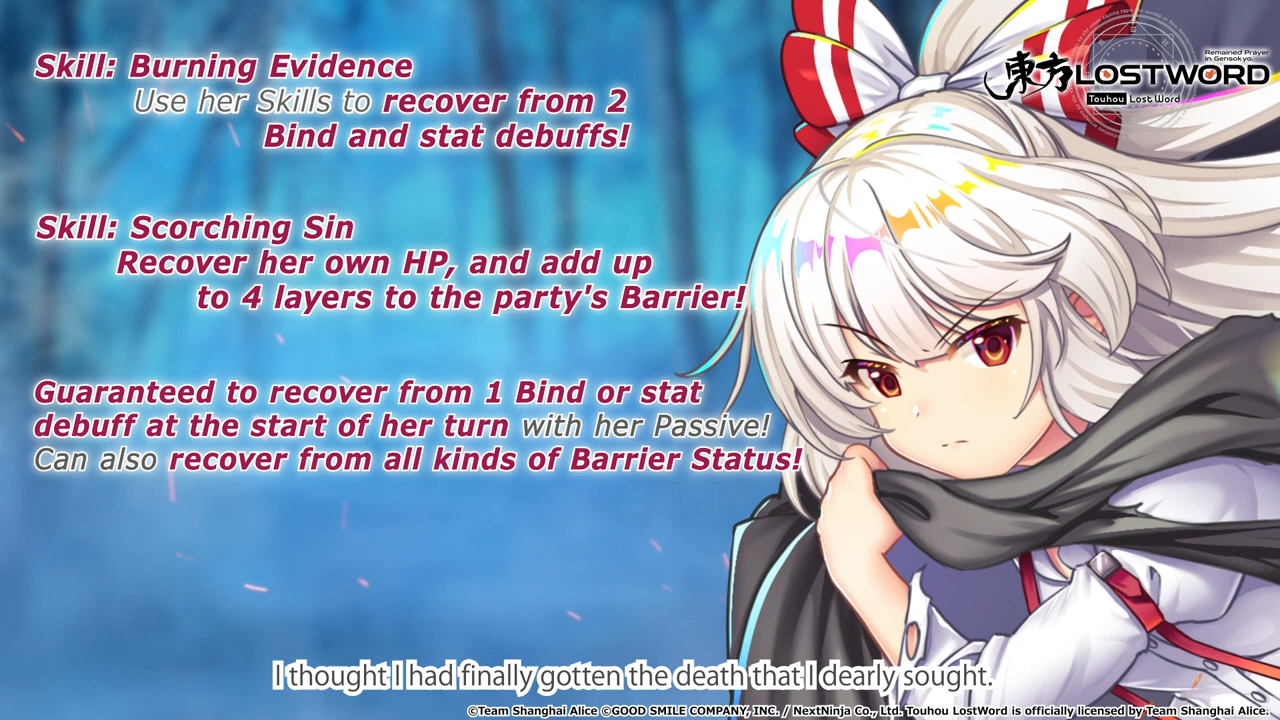 Skill: Burning Evidence
Use her Skills to recover from 2
Bind and stat debuffs!
Skill: Scorching Sin
Recover her own HP, and add up
to 4 layers to the party's Barrier!
Guaranteed to recover from 1 Bind or stat
debuff at the start of her turn with her Passive!
Can also recover from all kinds of Barrier Status!
Remained Prayer
in Gensokyo.
東方LOSTWORD
Touhou Lost Word
I thought I had finally gotten the death that I dearly sought.
©Team Shanghai Alice ©GOOD SMILE COMPANY, INC. / NextNinja Co., Ltd. Touhou LostWord is officially licensed by Team Shanghai Alice.